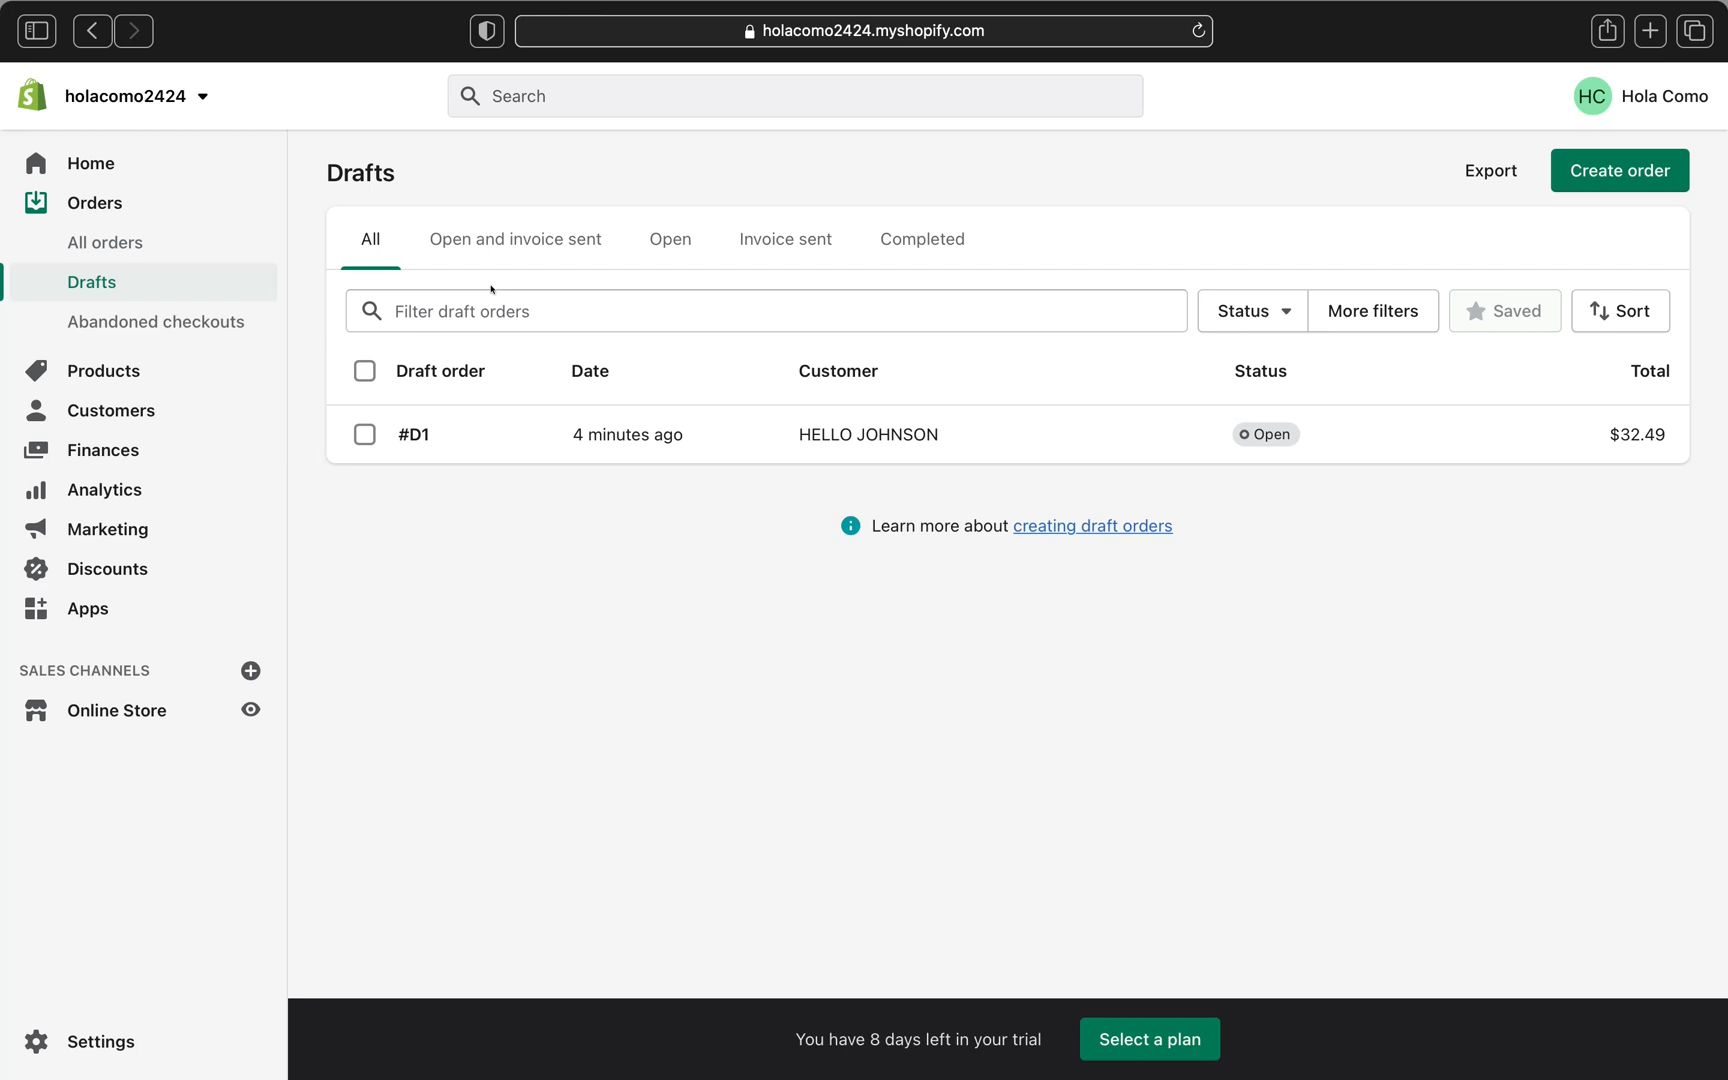 holacomo2424.myshopify.com
holacomo2424
Search
HC Hola Como
Home
Orders
All orders
Drafts
Abandoned checkouts
Products
Customers
Finances
Analytics
Marketing
Discounts
Apps
SALES CHANNELS
Online Store
Settings
Drafts
Export Create order
All Open and invoice sent Open Invoice sent Completed
Filter draft orders Status More filters Saved Sort
Draft order Date Customer Status Total
#D1 4 minutes ago HELLO JOHNSON Open $32.49
Learn more about creating draft orders
You have 8 days left in your trial Select a plan